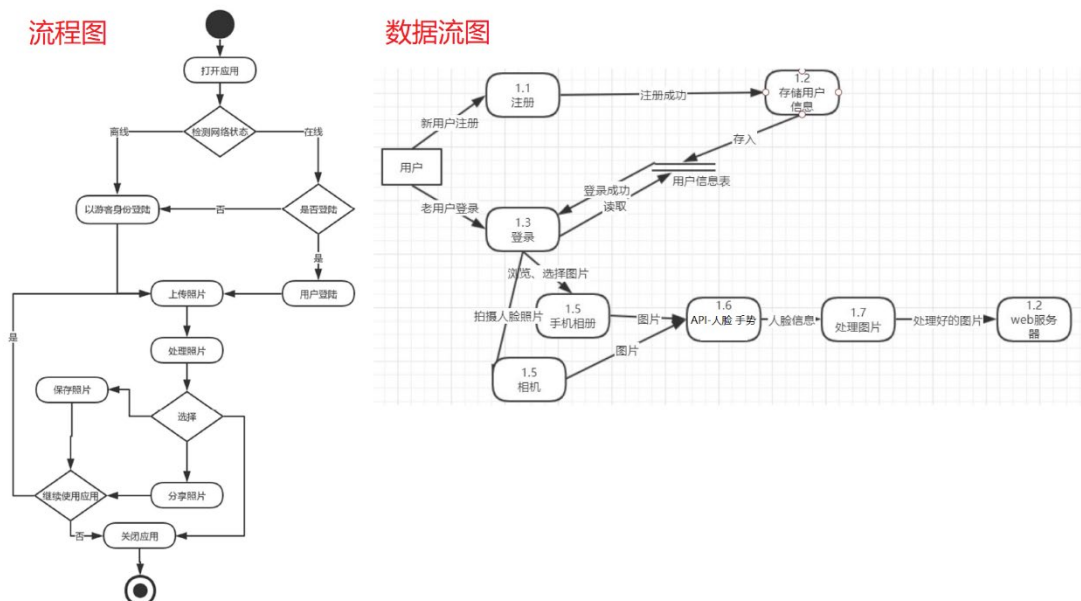 流程图
打开应用
检测网络状态
离线
在线
以游客身份登陆
否
是否登陆
是
上传照片
用户登陆
是
处理照片
保存照片
选择
继续使用应用
分享照片
否
关闭应用
数据流图
1.1
注册
注册成功
1.2
存储用户
信息
新用户注册
存入
用户
用户信息表
登录成功
读取
老用户登录
1.3
登录
浏览、选择图片
拍摄人脸照片
1.5
手机相册
图片
1.6
API-人脸 手势
人脸信息
1.7
处理图片
处理好的图片
1.2
web服务
器
图片
1.5
相机